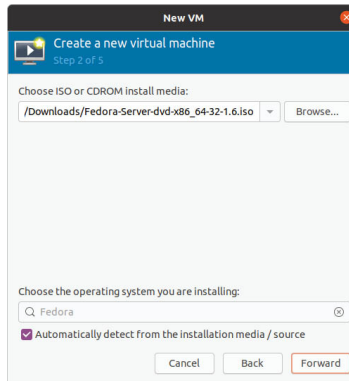 New VM
Create a new virtual machine
Step 2 of 5
Choose ISO or CDROM install media:
/Downloads/Fedora-Server-dvd-x86_64-32-1.6.iso
Browse...
Choose the operating system you are installing:
Fedora
Automatically detect from the installation media / source
Cancel Back Forward